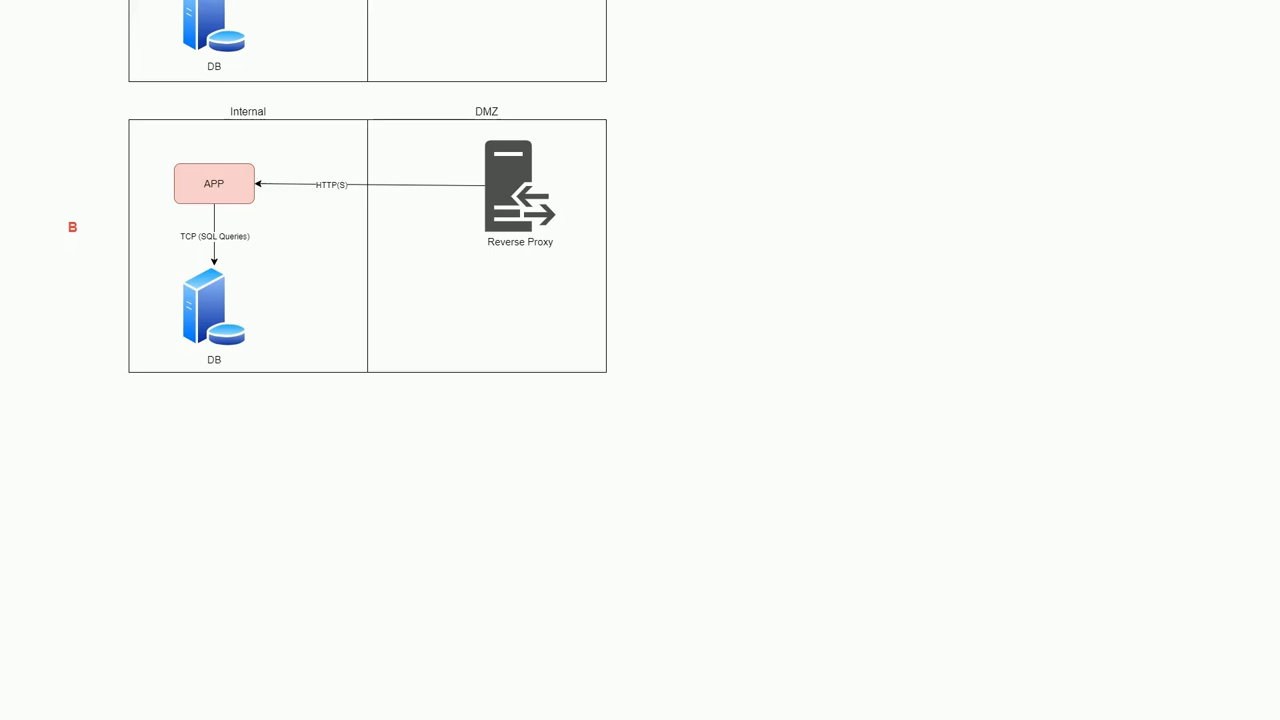 DB
Internal
DMZ
APP
HTTP(S)
B
TCP (SQL Queries)
Reverse Proxy
DB